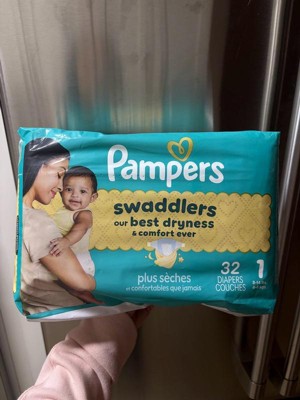 Pampers
swaddlers
our best dryness
& comfort ever
plus sèches
et confortables que jamais
32
DIAPERS
COUCHES
1